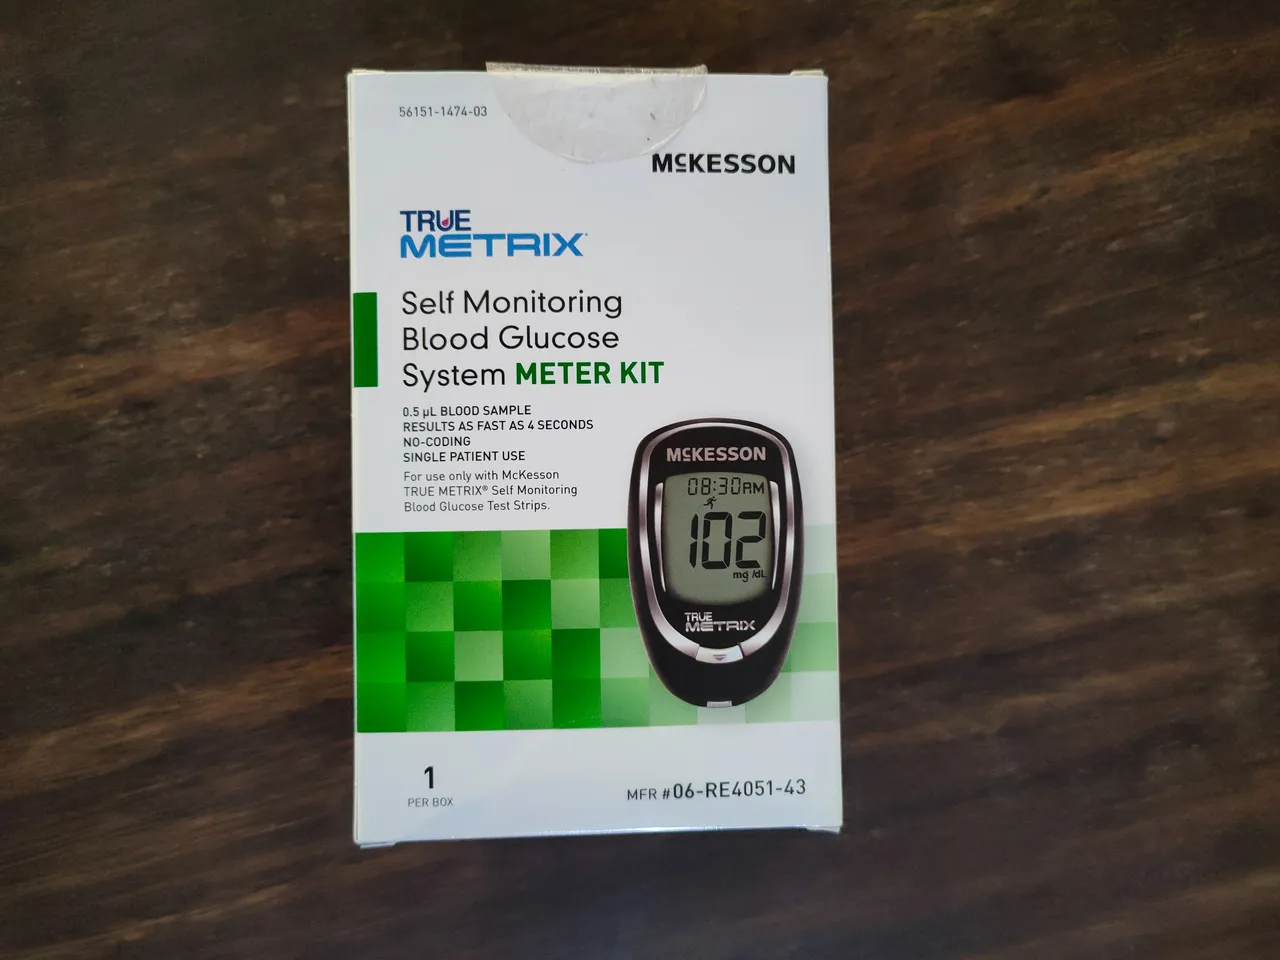 56151-1474-03
McKESSON
TRUE
METRIX®
Self Monitoring
Blood Glucose
System METER KIT
0.5 µL BLOOD SAMPLE
RESULTS AS FAST AS 4 SECONDS
NO-CODING
SINGLE PATIENT USE
For use only with McKesson
TRUE METRIX® Self Monitoring
Blood Glucose Test Strips.
McKESSON
08:30AM
102
mg/dL
TRUE
METRIX
1
PER BOX
MFR #06-RE4051-43